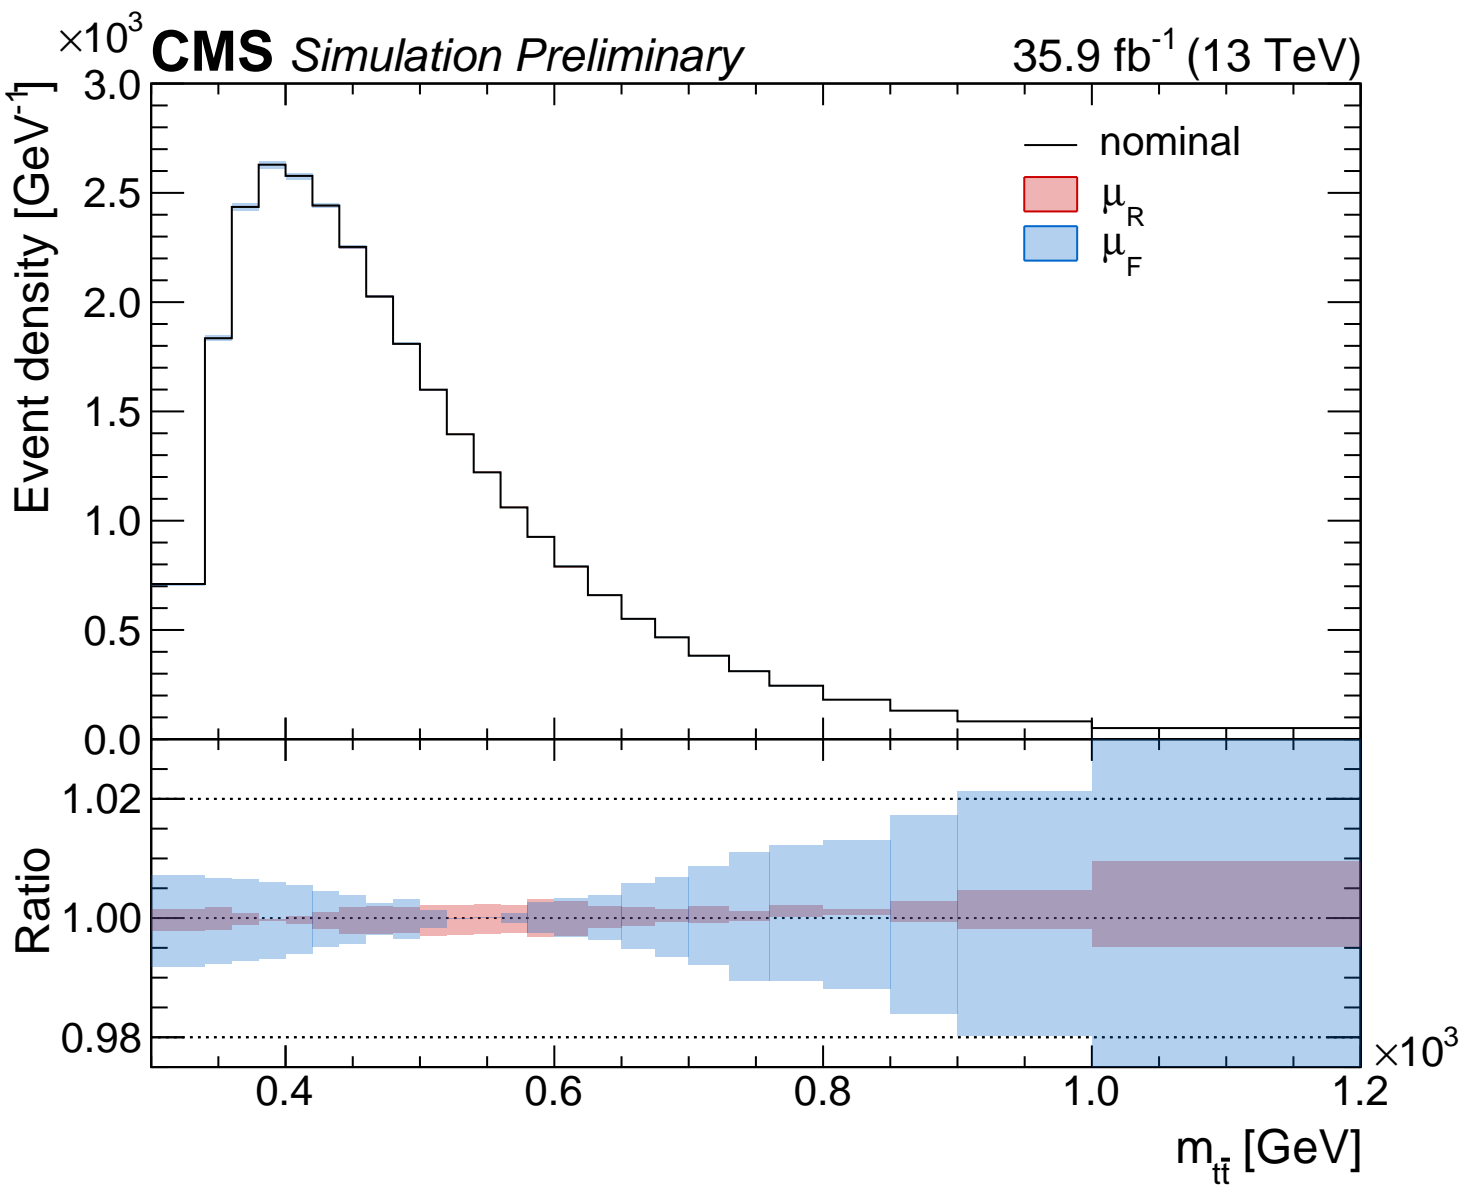 ×10³ CMS Simulation Preliminary 35.9 fb⁻¹ (13 TeV)
Event density [GeV⁻¹]
3.0
2.5
2.0
1.5
1.0
0.5
0.0
nominal
μ_R
μ_F
Ratio
1.02
1.00
0.98
×10³
0.4 0.6 0.8 1.0 1.2
m_tt̄ [GeV]